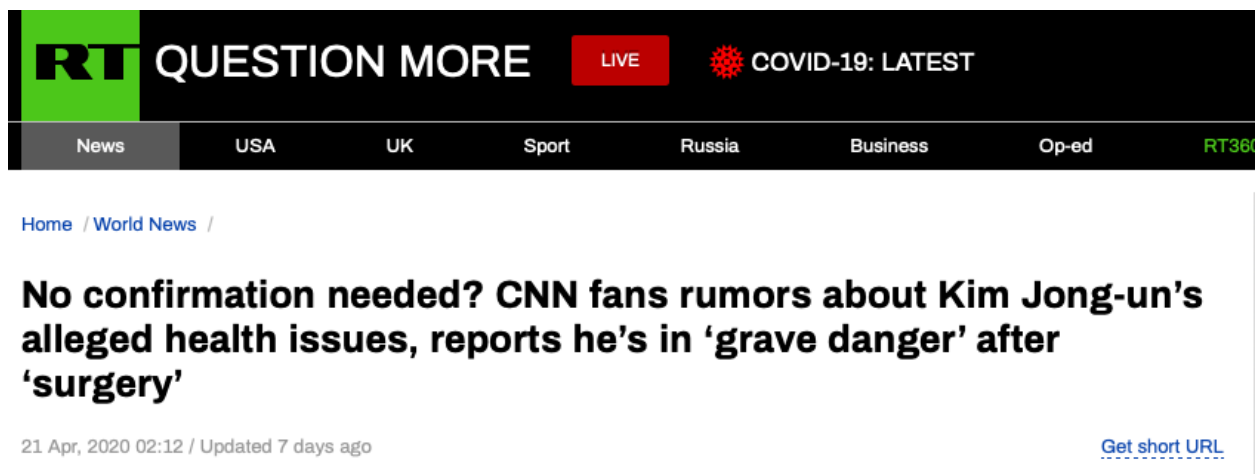 RT QUESTION MORE LIVE COVID-19: LATEST
News USA UK Sport Russia Business Op-ed RT360
Home / World News /
No confirmation needed? CNN fans rumors about Kim Jong-un’s
alleged health issues, reports he’s in ‘grave danger’ after
‘surgery’
21 Apr, 2020 02:12 / Updated 7 days ago Get short URL